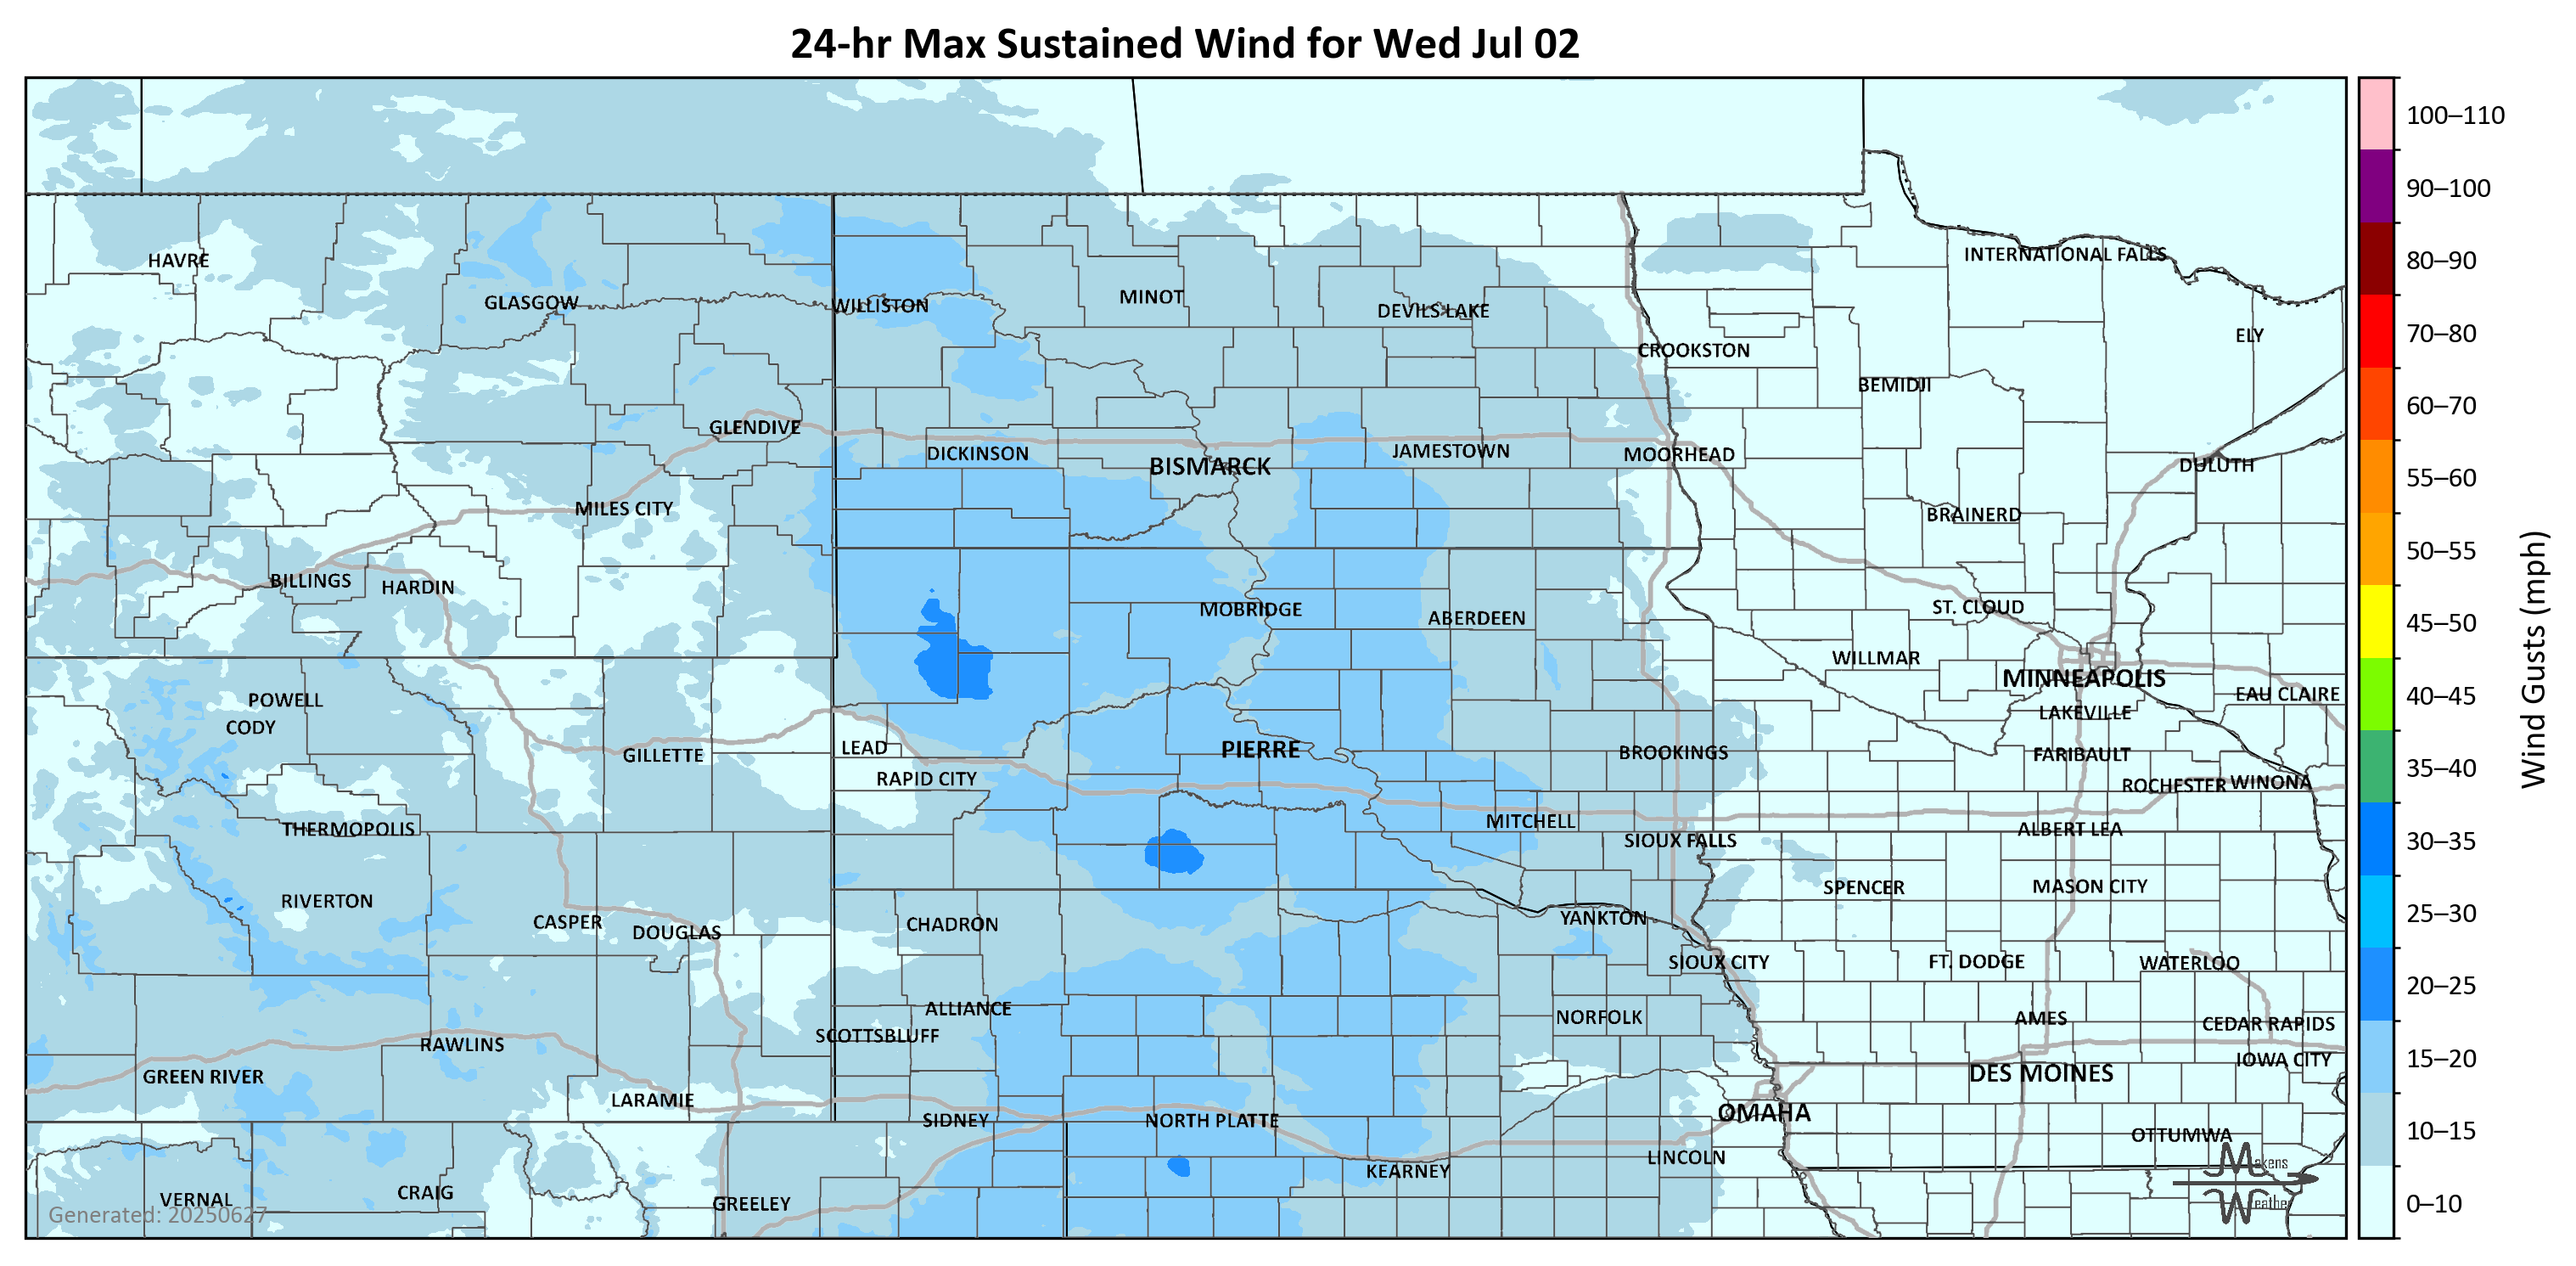 24-hr Max Sustained Wind for Wed Jul 02
100–110
90–100
80–90
70–80
60–70
55–60
50–55
45–50
40–45
35–40
30–35
25–30
20–25
15–20
10–15
0–10
Wind Gusts (mph)
HAVRE
GLASGOW
WILLISTON
MINOT
DEVILS LAKE
INTERNATIONAL FALLS
ELY
CROOKSTON
BEMIDJI
GLENDIVE
DICKINSON
BISMARCK
JAMESTOWN
MOORHEAD
DULUTH
MILES CITY
BRAINERD
BILLINGS
HARDIN
MOBRIDGE
ABERDEEN
ST. CLOUD
WILLMAR
MINNEAPOLIS
EAU CLAIRE
POWELL
CODY
LAKEVILLE
GILLETTE
LEAD
PIERRE
BROOKINGS
FARIBAULT
RAPID CITY
ROCHESTER
WINONA
THERMOPOLIS
MITCHELL
ALBERT LEA
SIOUX FALLS
SPENCER
MASON CITY
RIVERTON
CASPER
DOUGLAS
CHADRON
YANKTON
SIOUX CITY
FT. DODGE
WATERLOO
ALLIANCE
NORFOLK
AMES
CEDAR RAPIDS
SCOTTSBLUFF
RAWLINS
IOWA CITY
GREEN RIVER
DES MOINES
LARAMIE
OMAHA
SIDNEY
NORTH PLATTE
OTTUMWA
LINCOLN
KEARNEY
VERNAL
CRAIG
GREELEY
Makens
Weather
Generated: 20250627